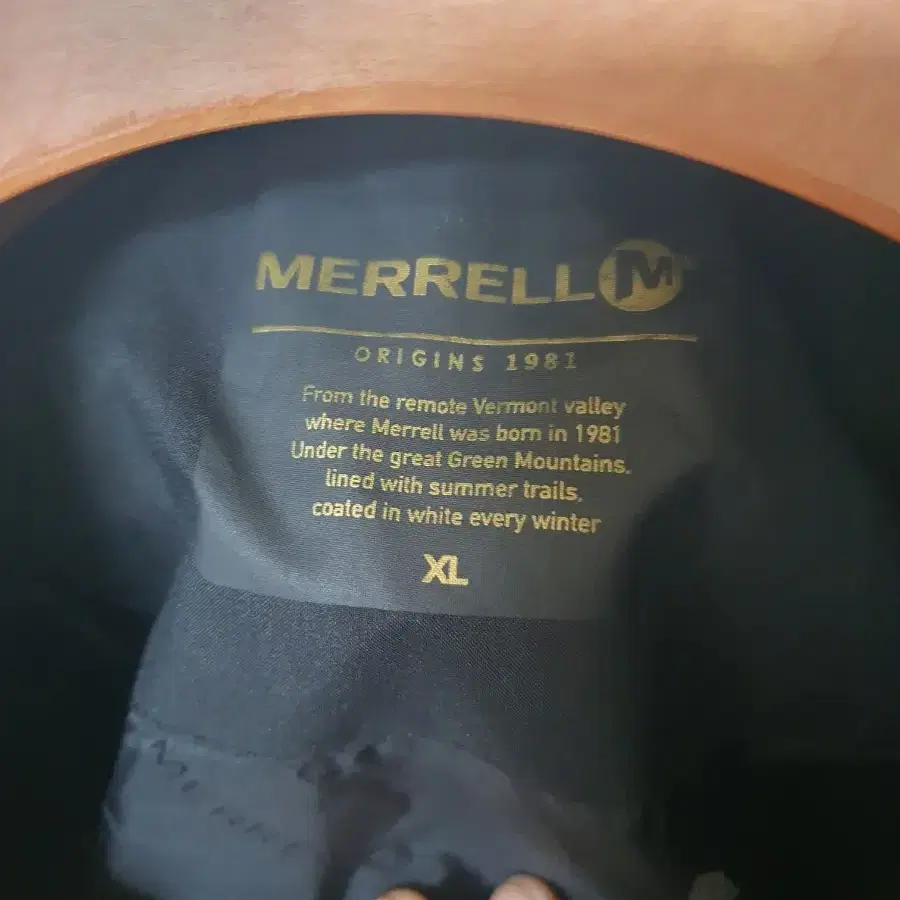 MERRELL M
ORIGINS 1981
From the remote Vermont valley
where Merrell was born in 1981
Under the great Green Mountains,
lined with summer trails,
coated in white every winter
XL